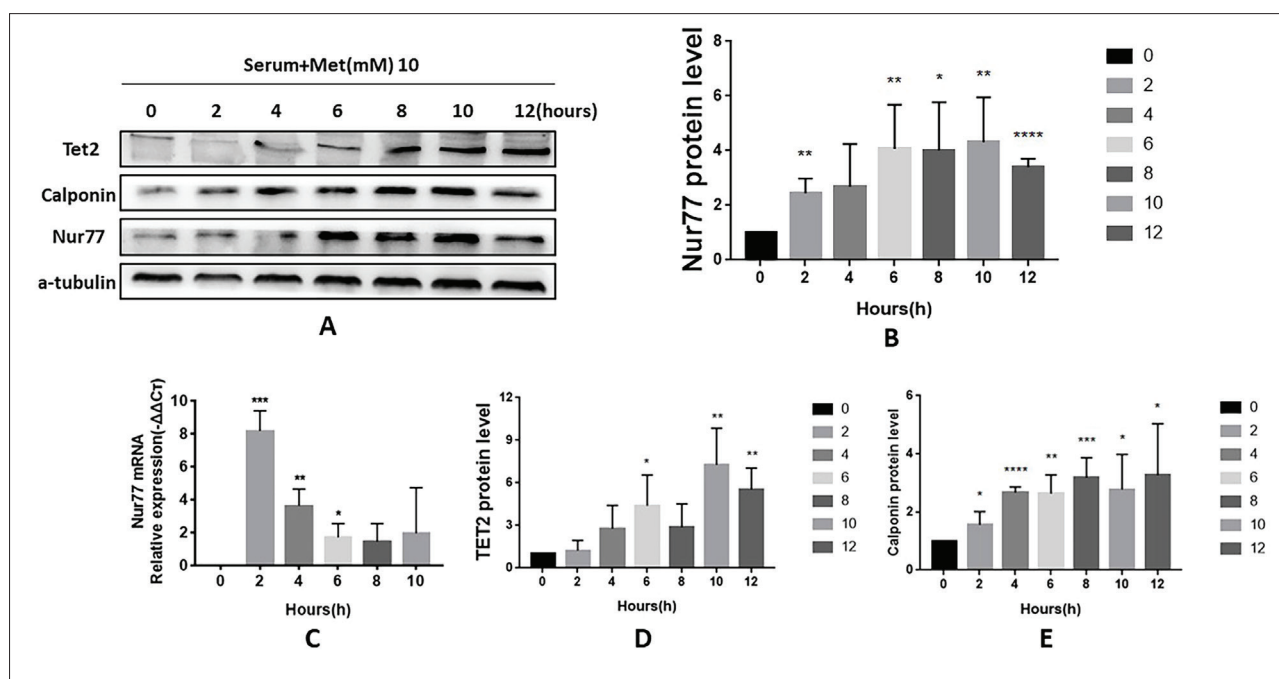 Serum+Met(mM) 10
0 2 4 6 8 10 12(hours)
Tet2
Calponin
Nur77
a-tubulin
A
Nur77 protein level
8
6
4
2
0
** ** * ** ****
0 2 4 6 8 10 12
Hours(h)
0
2
4
6
8
10
12
B
Nur77 mRNA
Relative expression(-ΔΔCT)
10
8
6
4
2
0
*** ** *
0 2 4 6 8 10
Hours(h)
C
TET2 protein level
12
9
6
3
0
* ** **
0 2 4 6 8 10 12
Hours(h)
0
2
4
6
8
10
12
D
Calponin protein level
6
4
2
0
* **** ** *** * *
0 2 4 6 8 10 12
Hours(h)
0
2
4
6
8
10
12
E